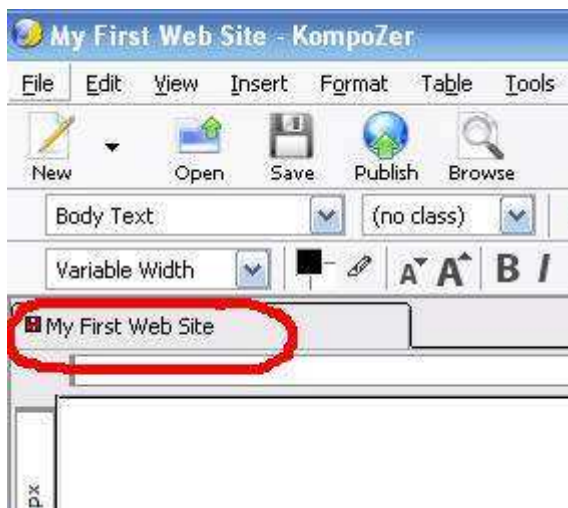 My First Web Site - KompoZer
File Edit View Insert Format Table Tools
New Open Save Publish Browse
Body Text (no class)
Variable Width A A B I
My First Web Site
px